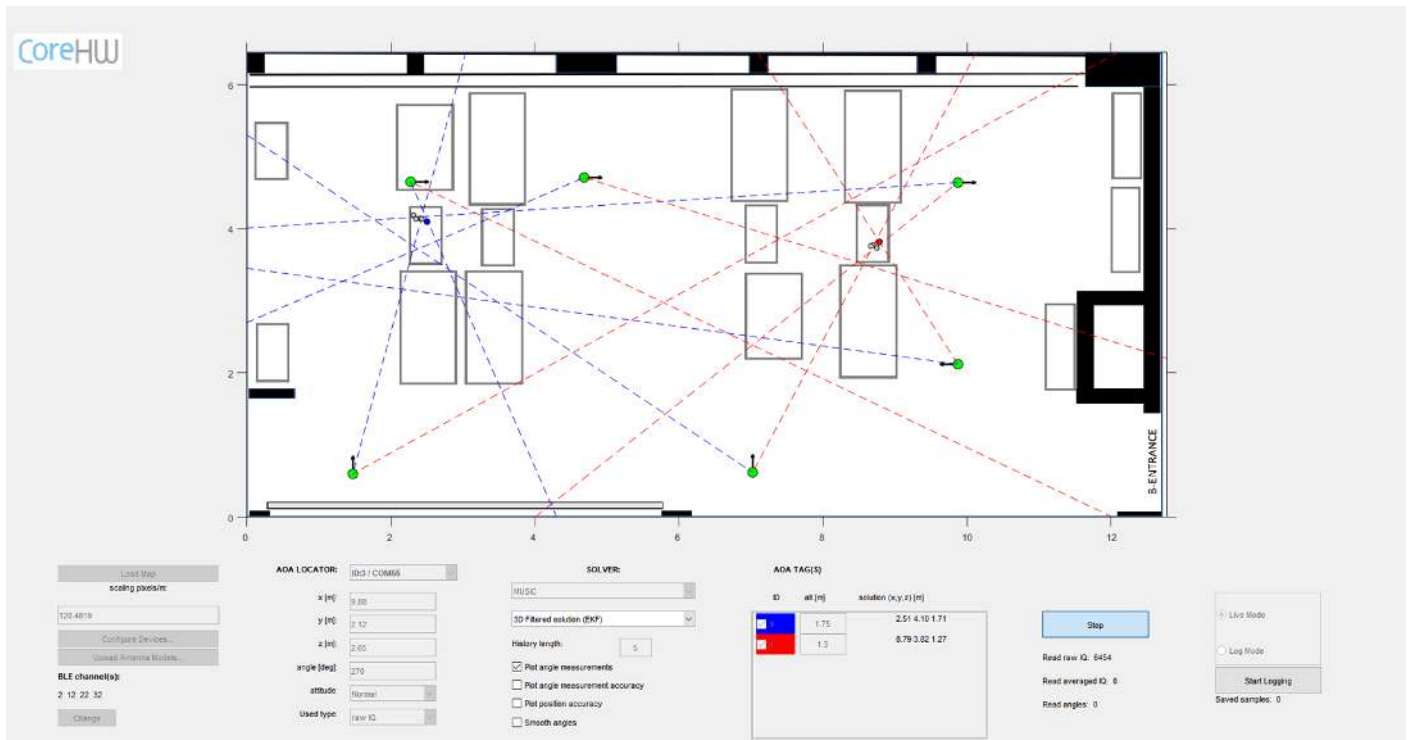 CoreHW
6
4
2
0
0 2 4 6 8 10 12
B-ENTRANCE
Load Map
scaling pixels/m:
120.4819
Configure Devices...
Upload Antenna Models...
BLE channel(s):
2 12 22 32
Change
AOA LOCATOR: ID:3 / COM66
x [m]: 9.88
y [m]: 2.12
z [m]: 2.65
angle [deg]: 270
attitude: Normal
Used type: raw IQ
SOLVER:
MUSIC
3D Filtered solution (EKF)
History length: 5
Plot angle measurements
Plot angle measurement accuracy
Plot position accuracy
Smooth angles
AOA TAG(S)
ID alt [m] solution (x,y,z) [m]
1.75 2.51 4.10 1.71
1.3 8.79 3.82 1.27
Stop
Read raw IQ: 6454
Read averaged IQ: 0
Read angles: 0
Live Mode
Log Mode
Start Logging
Saved samples: 0